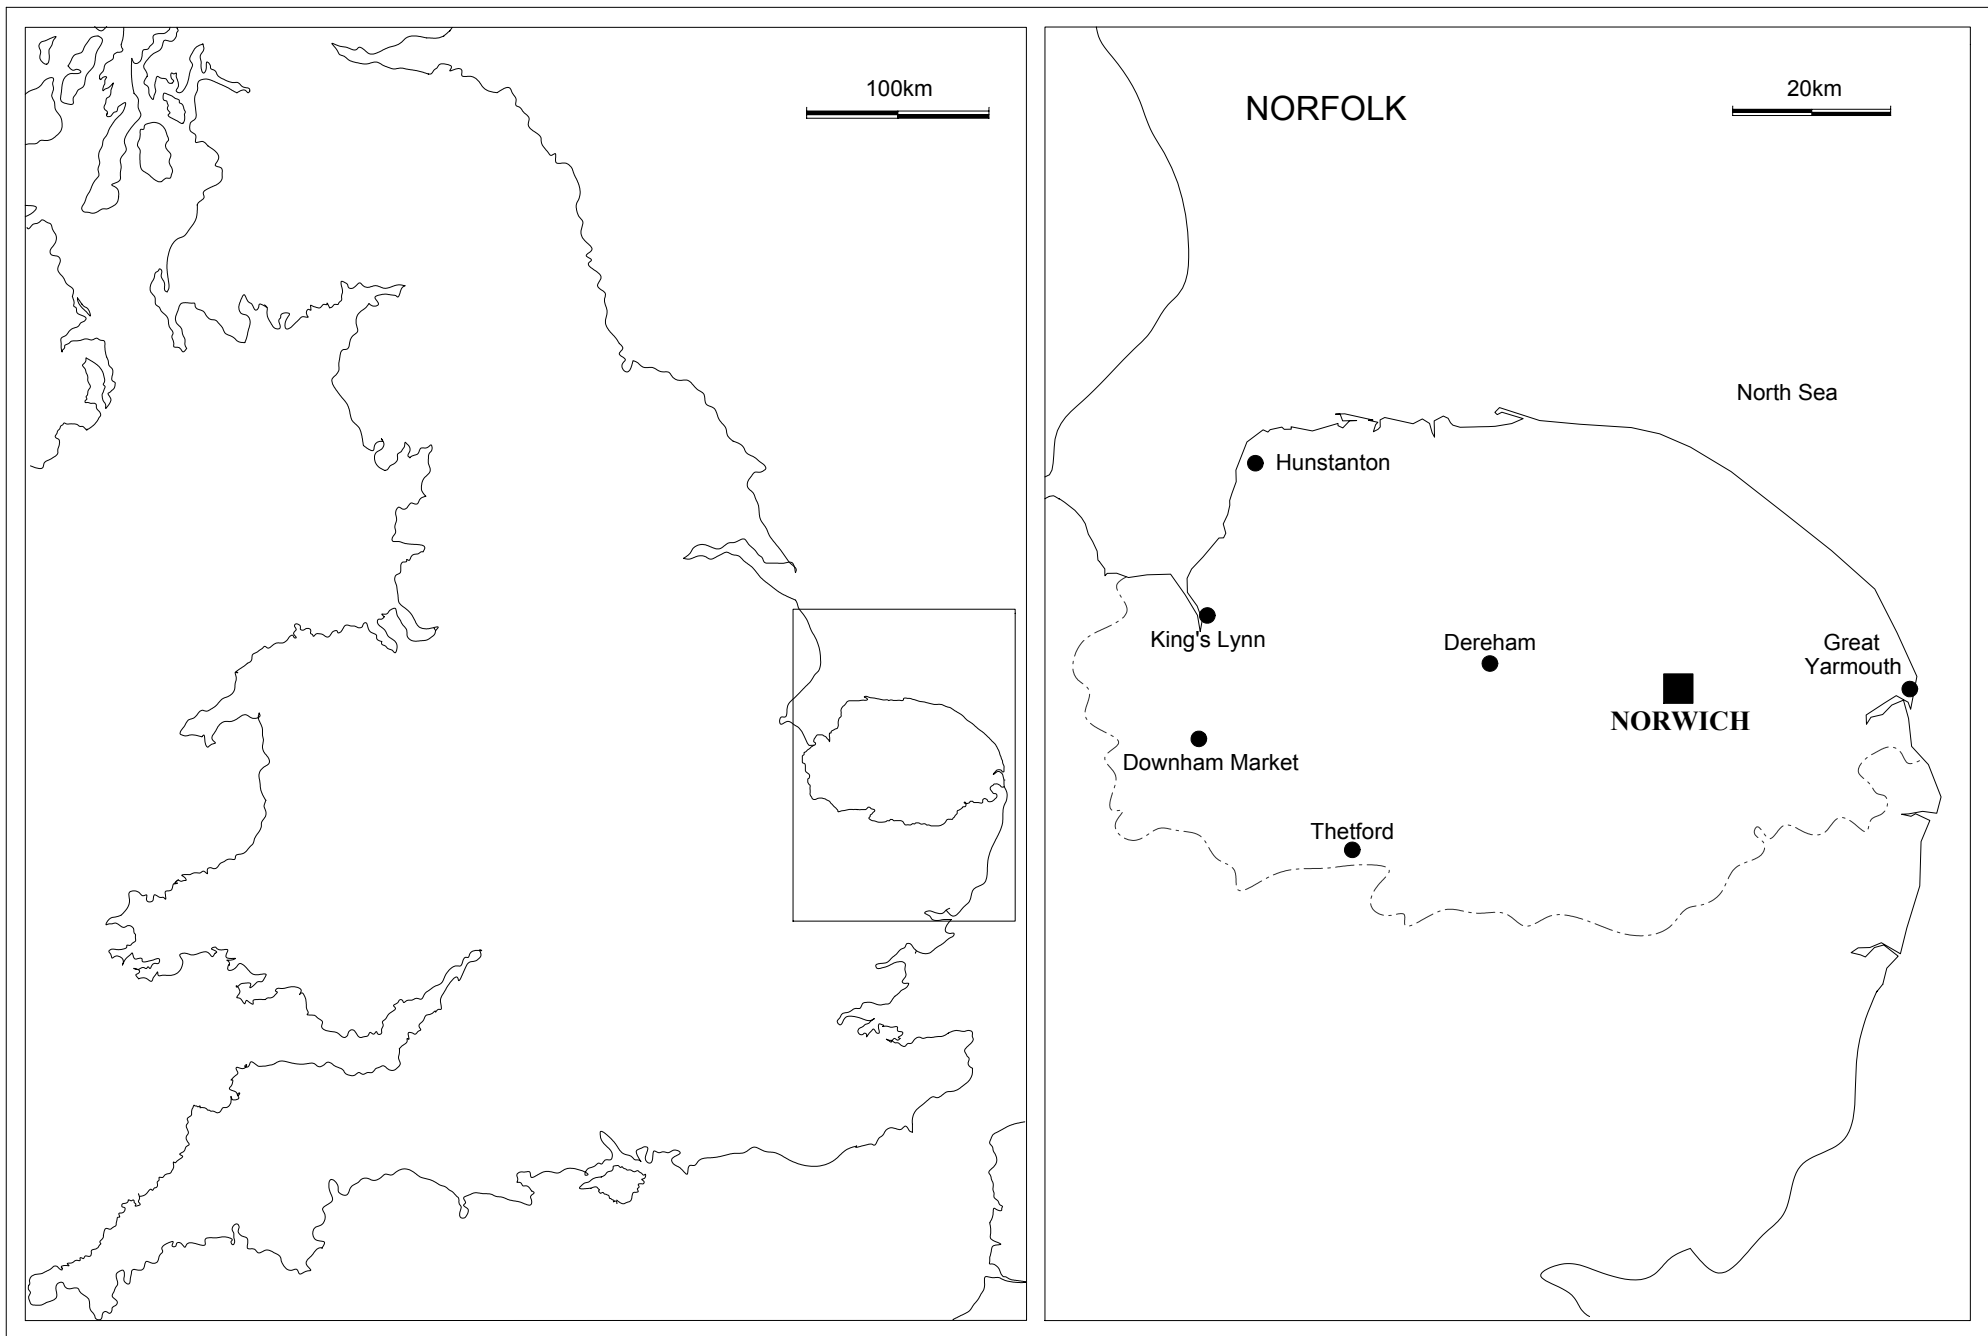 100km
NORFOLK
20km
North Sea
Hunstanton
King's Lynn
Dereham
Great
Yarmouth
NORWICH
Downham Market
Thetford